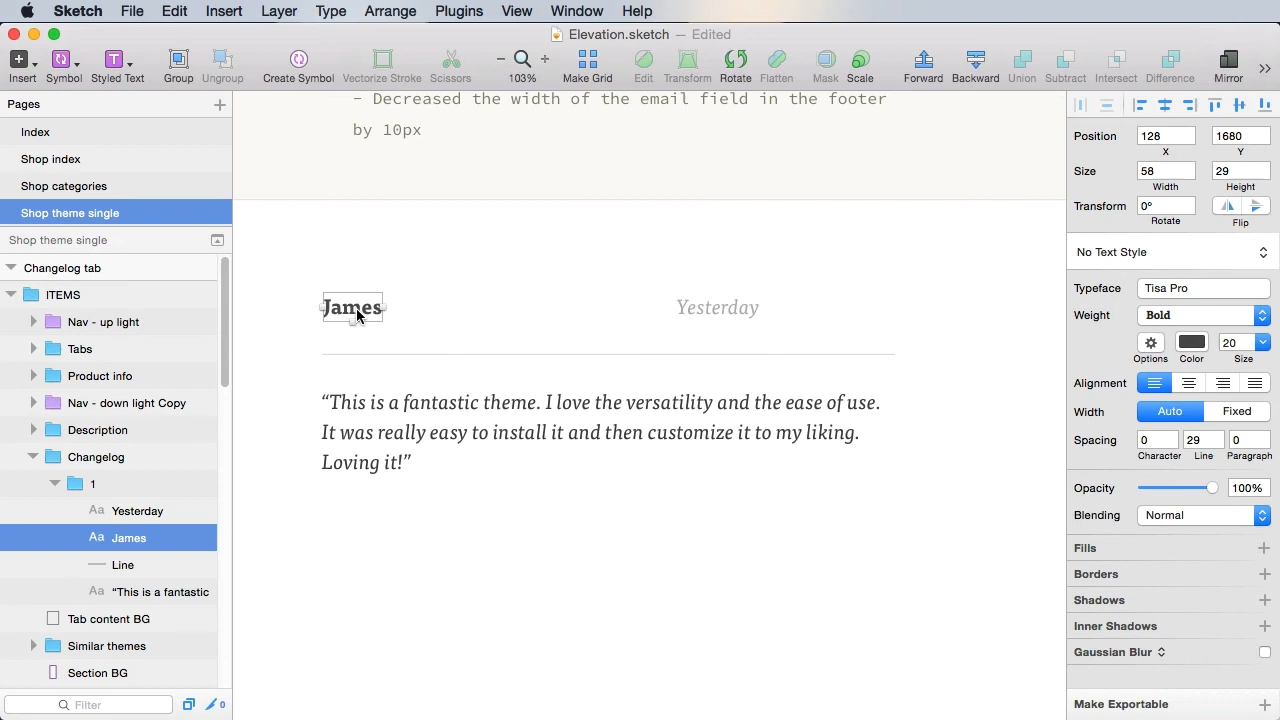 Sketch File Edit Insert Layer Type Arrange Plugins View Window Help
Elevation.sketch — Edited
Insert Symbol Styled Text Group Ungroup Create Symbol Vectorize Stroke Scissors 103% Make Grid Edit Transform Rotate Flatten Mask Scale Forward Backward Union Subtract Intersect Difference Mirror
Pages
Index
Shop index
Shop categories
Shop theme single
Shop theme single
Changelog tab
ITEMS
Nav - up light
Tabs
Product info
Nav - down light Copy
Description
Changelog
1
Aa Yesterday
Aa James
Line
Aa “This is a fantastic
Tab content BG
Similar themes
Section BG
Filter
0
- Decreased the width of the email field in the footer
by 10px
James Yesterday
“This is a fantastic theme. I love the versatility and the ease of use.
It was really easy to install it and then customize it to my liking.
Loving it!”
Position 128 1680
X Y
Size 58 29
Width Height
Transform 0º
Rotate Flip
No Text Style
Typeface Tisa Pro
Weight Bold
20
Options Color Size
Alignment
Width Auto Fixed
Spacing 0 29 0
Character Line Paragraph
Opacity 100%
Blending Normal
Fills
Borders
Shadows
Inner Shadows
Gaussian Blur
Make Exportable